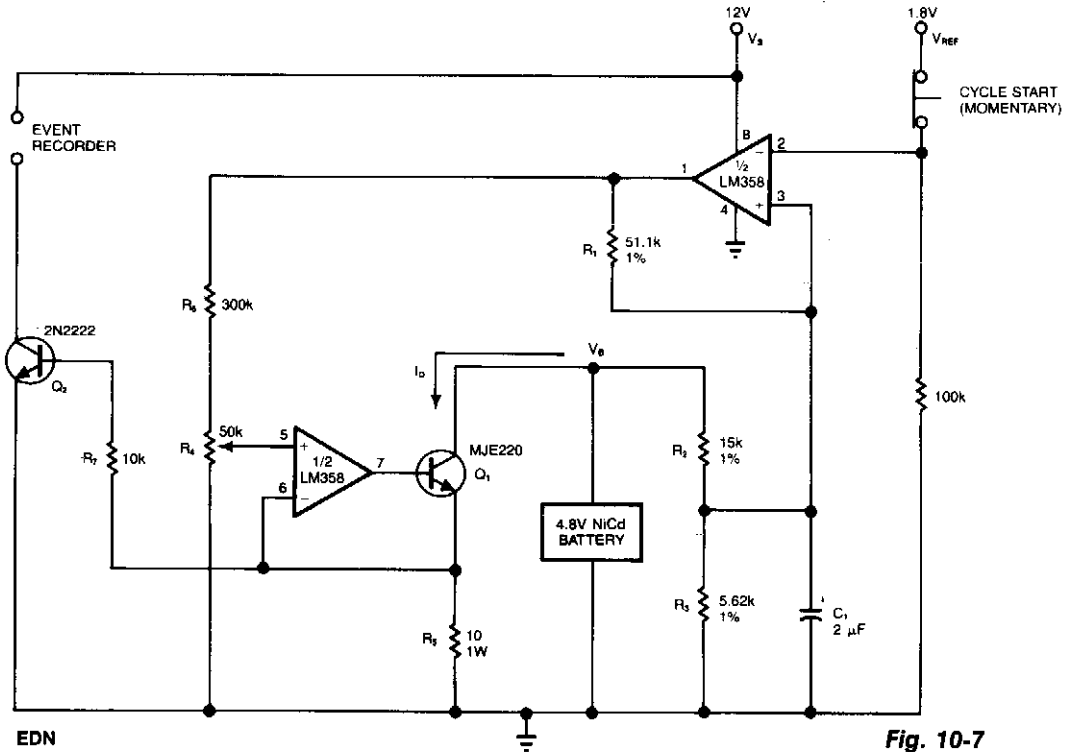 12V
V₃
1.8V
V_REF
CYCLE START
(MOMENTARY)
EVENT
RECORDER
8
2
1
½
LM358
−
+
3
4
R₁
51.1k
1%
R₆
300k
2N2222
Q₂
V_B
I_D
100k
R₇
10k
R₄
50k
5
+
1/2
LM358
7
6
−
MJE220
Q₁
R₂
15k
1%
4.8V NiCd
BATTERY
R₅
10
1W
R₃
5.62k
1%
C₁
2 µF
EDN
Fig. 10-7